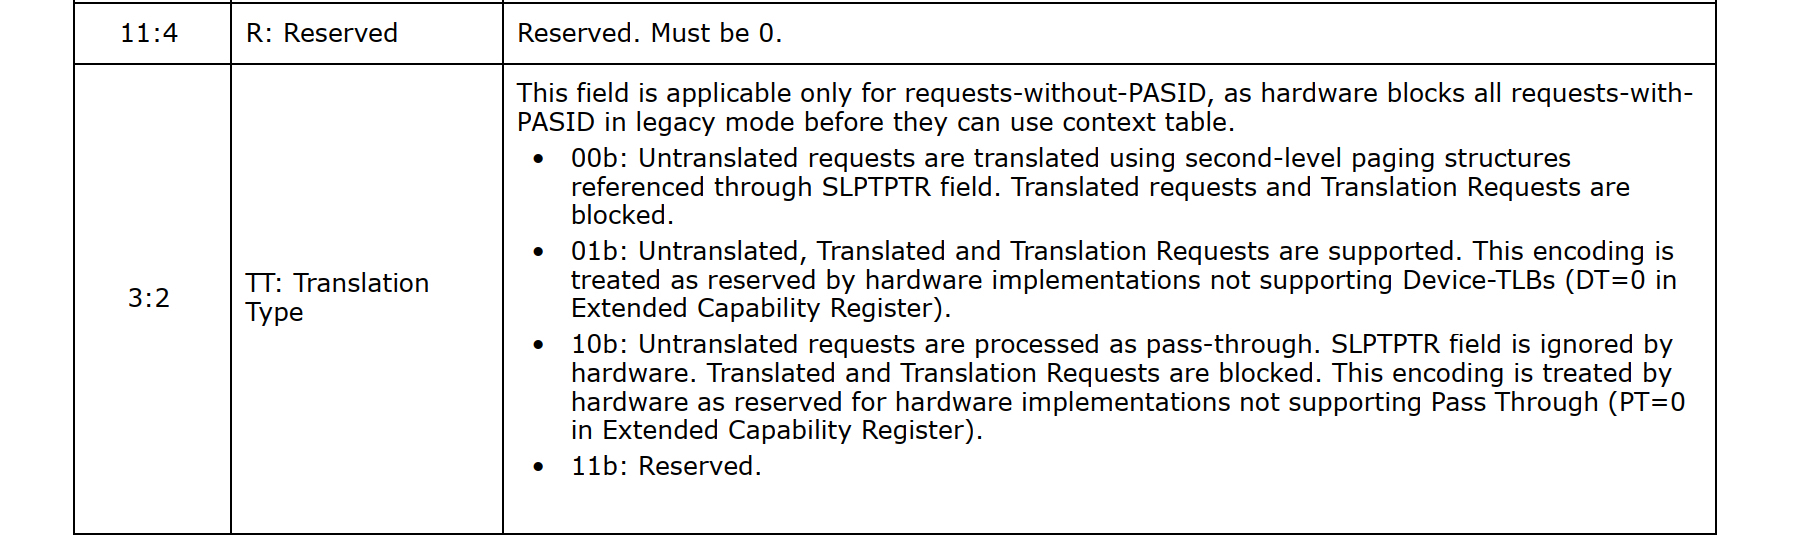 11:4 R: Reserved Reserved. Must be 0.
This field is applicable only for requests-without-PASID, as hardware blocks all requests-with-
PASID in legacy mode before they can use context table.
• 00b: Untranslated requests are translated using second-level paging structures
referenced through SLPTPTR field. Translated requests and Translation Requests are
blocked.
• 01b: Untranslated, Translated and Translation Requests are supported. This encoding is
treated as reserved by hardware implementations not supporting Device-TLBs (DT=0 in
Extended Capability Register).
• 10b: Untranslated requests are processed as pass-through. SLPTPTR field is ignored by
hardware. Translated and Translation Requests are blocked. This encoding is treated by
hardware as reserved for hardware implementations not supporting Pass Through (PT=0
in Extended Capability Register).
• 11b: Reserved.
3:2
TT: Translation
Type